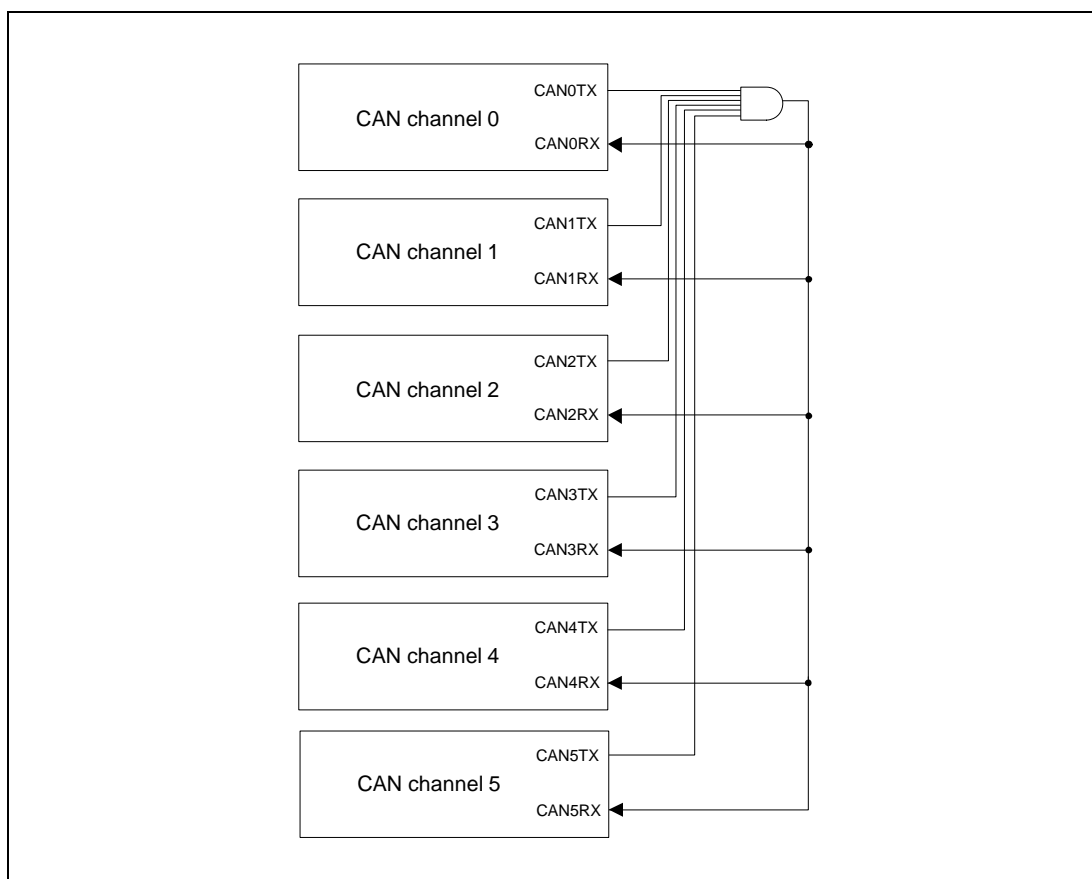 CAN0TX
CAN channel 0
CAN0RX
CAN1TX
CAN channel 1
CAN1RX
CAN2TX
CAN channel 2
CAN2RX
CAN3TX
CAN channel 3
CAN3RX
CAN4TX
CAN channel 4
CAN4RX
CAN5TX
CAN channel 5
CAN5RX